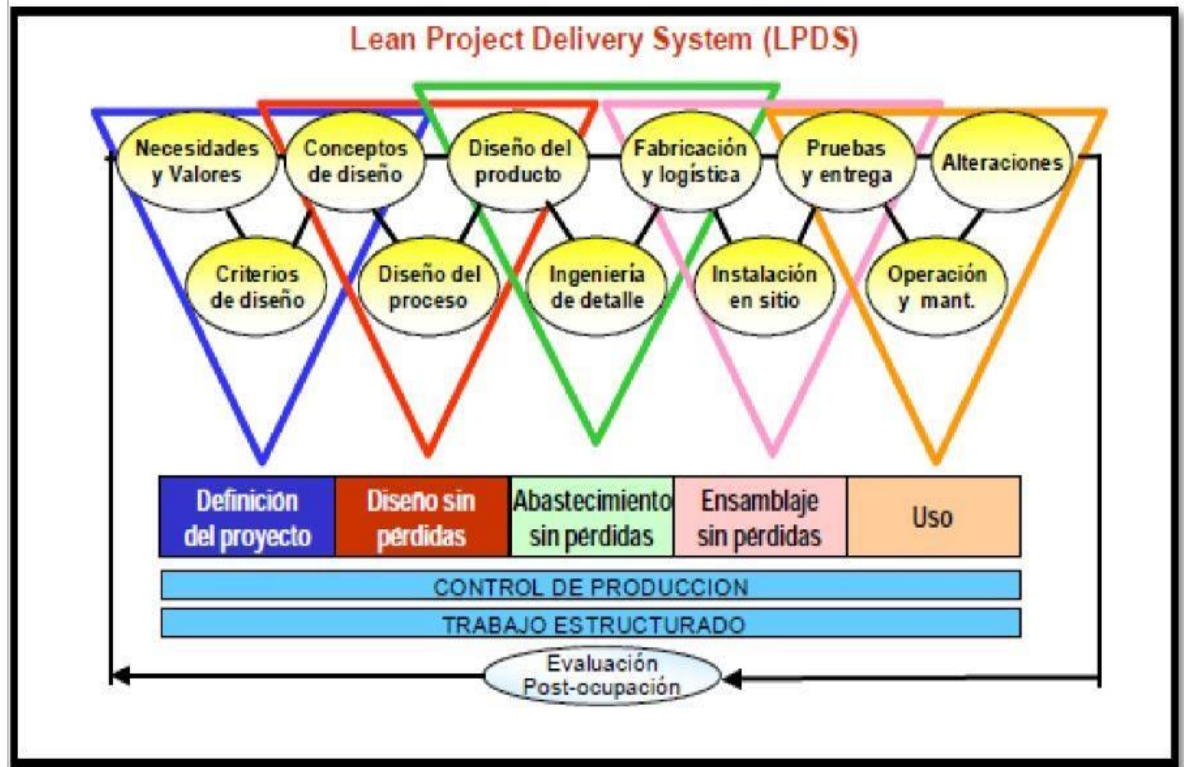 Lean Project Delivery System (LPDS)
Necesidades
y Valores
Conceptos
de diseño
Diseño del
producto
Fabricación
y logística
Pruebas
y entrega
Alteraciones
Criterios
de diseño
Diseño del
proceso
Ingeniería
de detalle
Instalación
en sitio
Operación
y mant.
Definición
del proyecto
Diseño sin
pérdidas
Abastecimiento
sin pérdidas
Ensamblaje
sin pérdidas
Uso
CONTROL DE PRODUCCION
TRABAJO ESTRUCTURADO
Evaluación
Post-ocupación